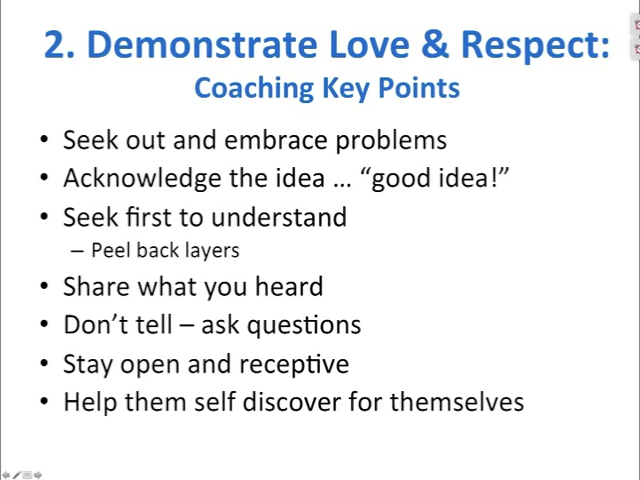 2. Demonstrate Love & Respect:
Coaching Key Points
• Seek out and embrace problems
• Acknowledge the idea … “good idea!”
• Seek first to understand
– Peel back layers
• Share what you heard
• Don’t tell – ask questions
• Stay open and receptive
• Help them self discover for themselves